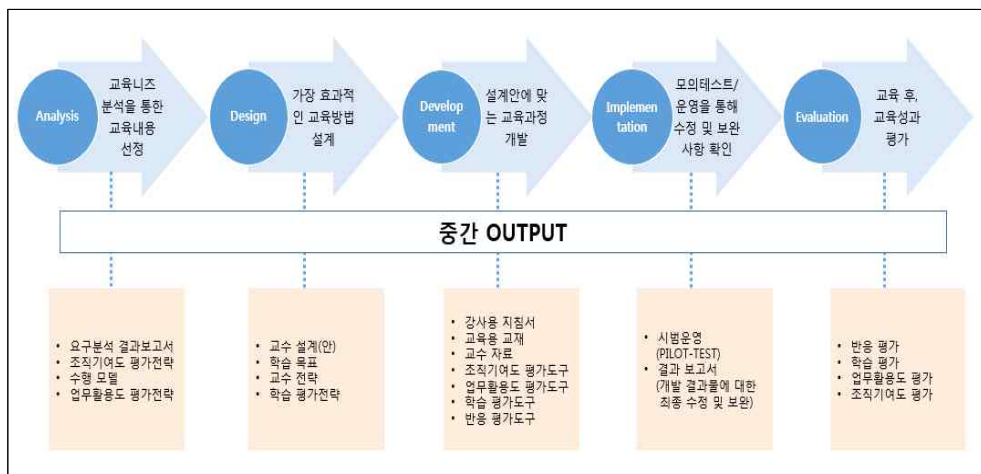 Analysis
교육니즈
분석을 통한
교육내용
선정
Design
가장 효과적
인 교육방법
설계
Develop
ment
설계안에 맞
는 교육과정
개발
Implemen
tation
모의테스트/
운영을 통해
수정 및 보완
사항 확인
Evaluation
교육 후,
교육성과
평가
중간 OUTPUT
• 요구분석 결과보고서
• 조직기여도 평가전략
• 수행 모델
• 업무활용도 평가전략
• 교수 설계(안)
• 학습 목표
• 교수 전략
• 학습 평가전략
• 강사용 지침서
• 교육용 교재
• 교수 자료
• 조직기여도 평가도구
• 업무활용도 평가도구
• 학습 평가도구
• 반응 평가도구
• 시범운영
(PILOT-TEST)
• 결과 보고서
(개발 결과물에 대한
최종 수정 및 보완)
• 반응 평가
• 학습 평가
• 업무활용도 평가
• 조직기여도 평가